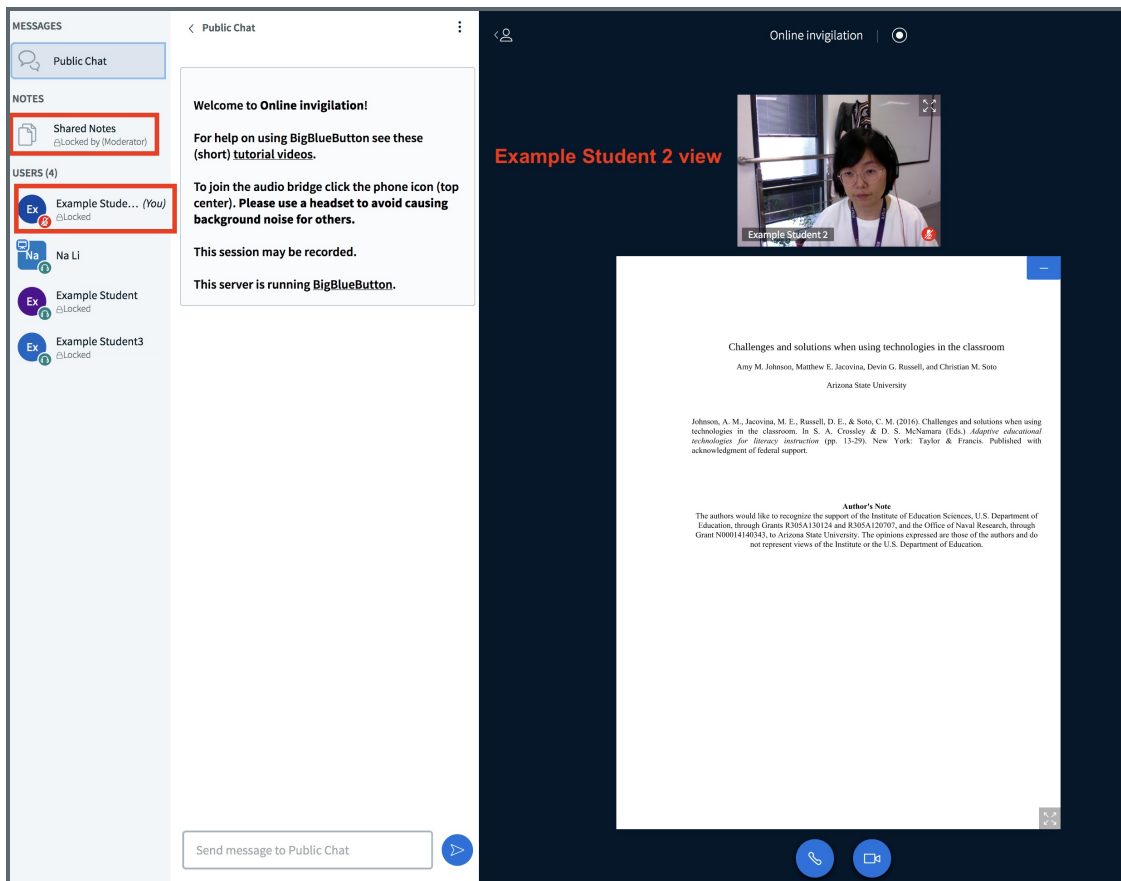 MESSAGES
Public Chat
NOTES
Shared Notes
Locked by (Moderator)
USERS (4)
Ex
Example Stude... (You)
Locked
Na
Na Li
Ex
Example Student
Locked
Ex
Example Student3
Locked
Public Chat
Welcome to Online invigilation!
For help on using BigBlueButton see these
(short) tutorial videos.
To join the audio bridge click the phone icon (top
center). Please use a headset to avoid causing
background noise for others.
This session may be recorded.
This server is running BigBlueButton.
Send message to Public Chat
Online invigilation
Example Student 2 view
Example Student 2
Challenges and solutions when using technologies in the classroom
Amy M. Johnson, Matthew E. Jacovina, Devin G. Russell, and Christian M. Soto
Arizona State University
Johnson, A. M., Jacovina, M. E., Russell, D. E., & Soto, C. M. (2016). Challenges and solutions when using
technologies in the classroom. In S. A. Crossley & D. S. McNamara (Eds.) Adaptive educational
technologies for literacy instruction (pp. 13-29). New York: Taylor & Francis. Published with
acknowledgment of federal support.
Author's Note
The authors would like to recognize the support of the Institute of Education Sciences, U.S. Department of
Education, through Grants R305A130124 and R305A120707, and the Office of Naval Research, through
Grant N00014140343, to Arizona State University. The opinions expressed are those of the authors and do
not represent views of the Institute or the U.S. Department of Education.